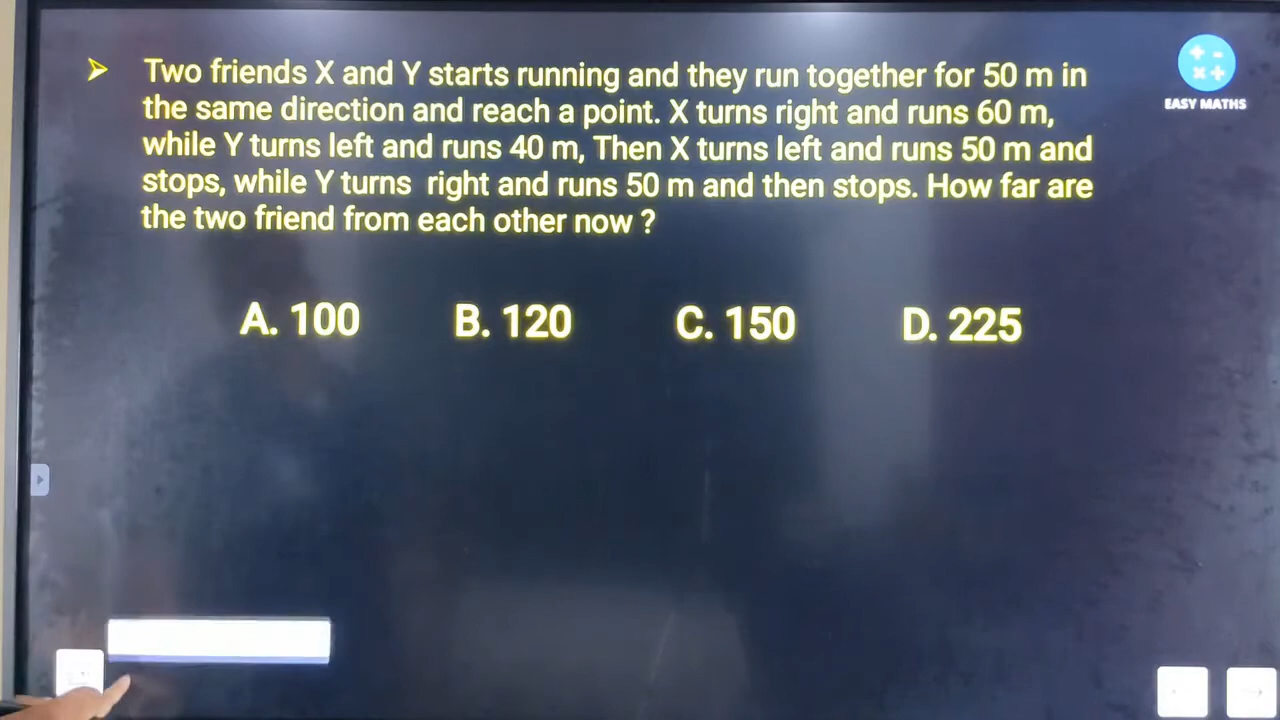 Two friends X and Y starts running and they run together for 50 m in
the same direction and reach a point. X turns right and runs 60 m,
while Y turns left and runs 40 m, Then X turns left and runs 50 m and
stops, while Y turns right and runs 50 m and then stops. How far are
the two friend from each other now ?
EASY MATHS
A. 100 B. 120 C. 150 D. 225